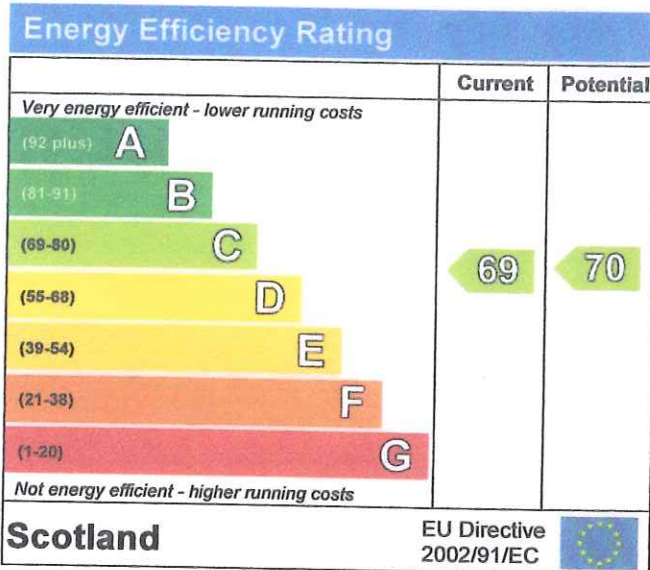 Energy Efficiency Rating
Current Potential
Very energy efficient - lower running costs
(92 plus) A
(81-91) B
(69-80) C
69 70
(55-68) D
(39-54) E
(21-38) F
(1-20) G
Not energy efficient - higher running costs
Scotland
EU Directive
2002/91/EC